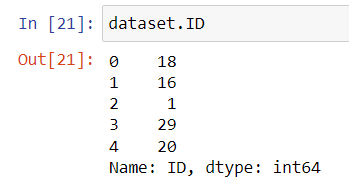 In [21]: dataset.ID
Out[21]: 0    18
1    16
2     1
3    29
4    20
Name: ID, dtype: int64